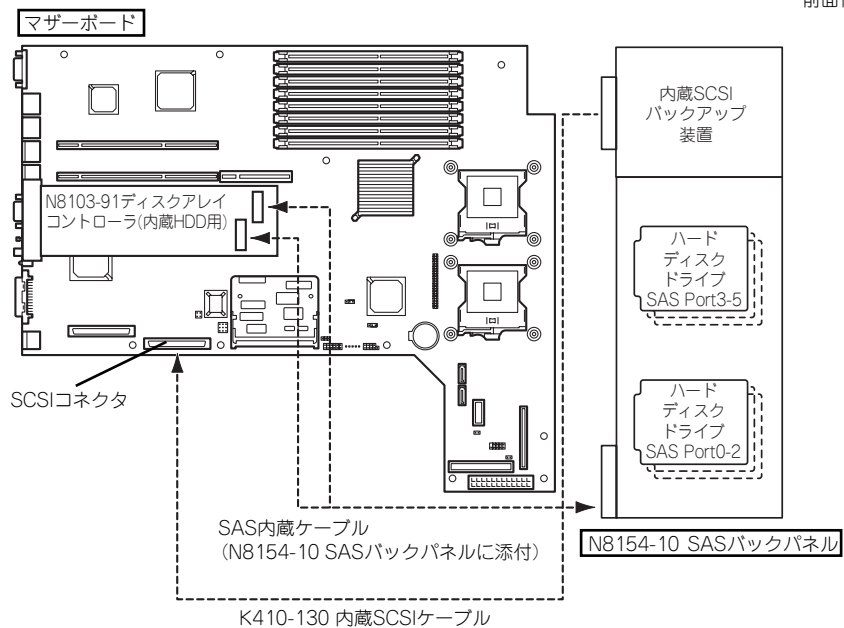 前面
マザーボード
内蔵SCSI
バックアップ
装置
N8103-91ディスクアレイ
コントローラ(内蔵HDD用)
ハード
ディスク
ドライブ
SAS Port3-5
SCSIコネクタ
ハード
ディスク
ドライブ
SAS Port0-2
SAS内蔵ケーブル
（N8154-10 SASバックパネルに添付）
N8154-10 SASバックパネル
K410-130 内蔵SCSIケーブル